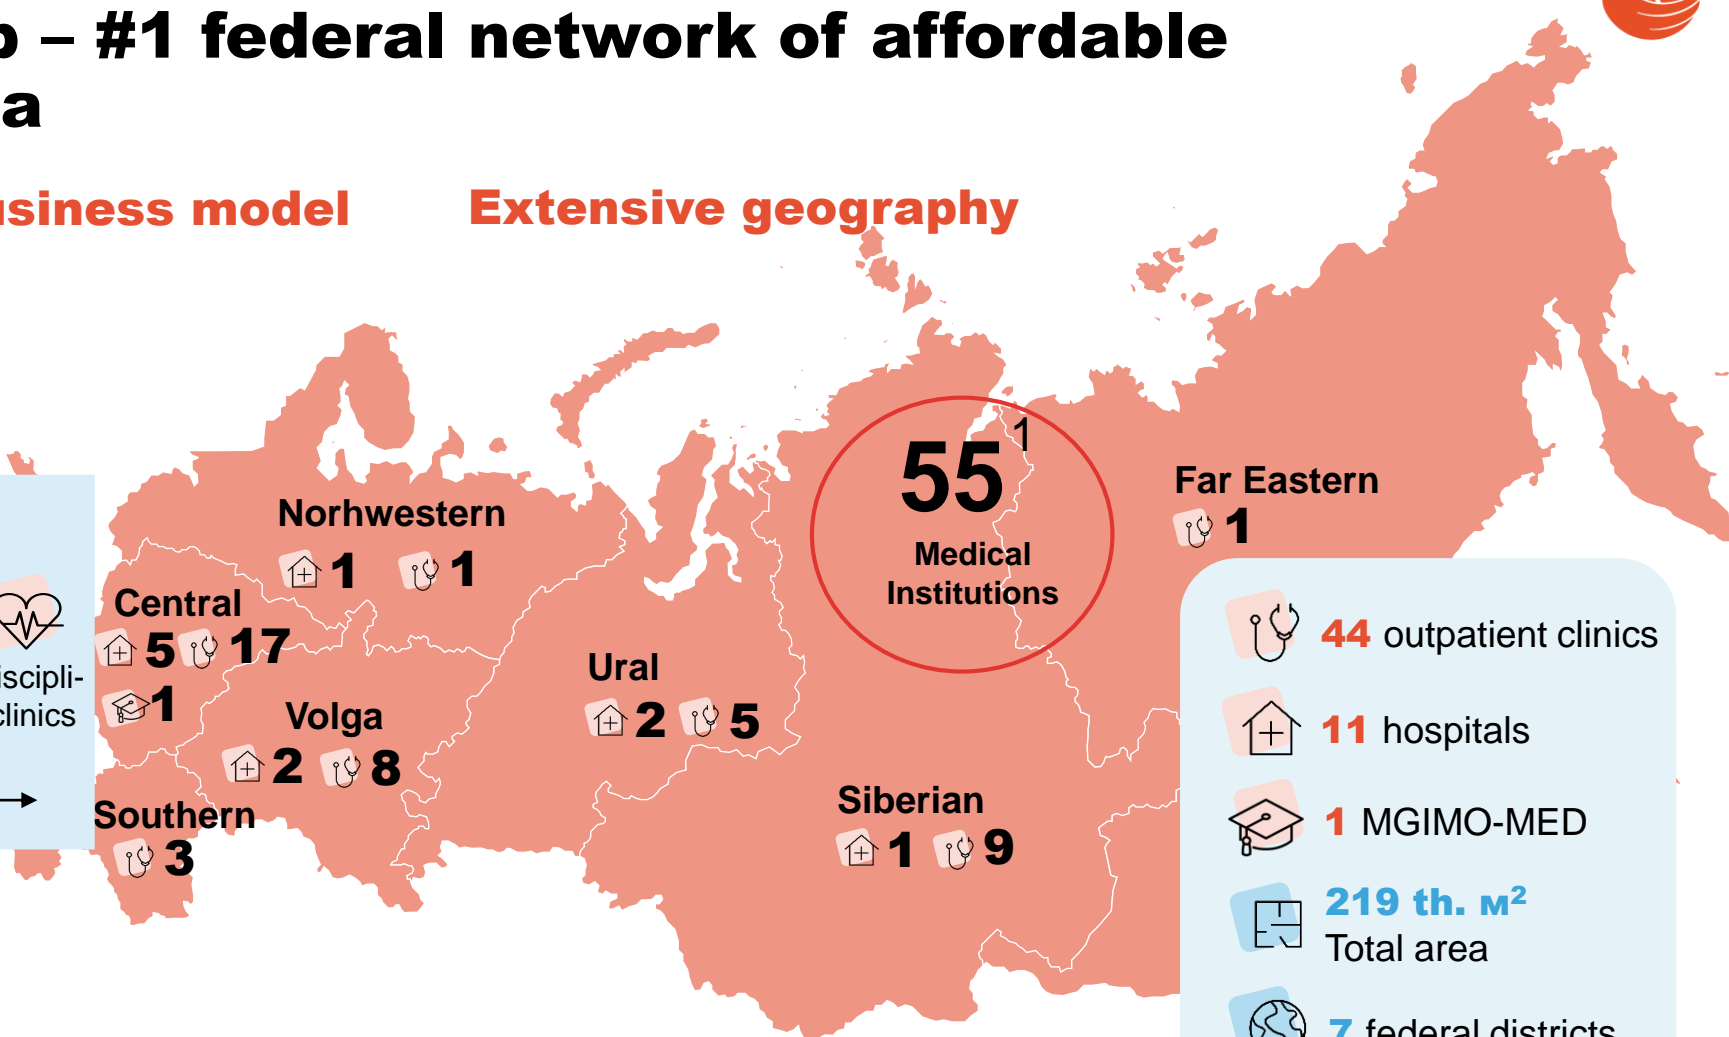 – #1 federal network of affordable
a
business model
Extensive geography
55 1
Medical
Institutions
Far Eastern
1
Norhwestern
1 1
Central
5 17
1
Ural
2 5
Volga
2 8
Southern
3
Siberian
1 9
clinics
44 outpatient clinics
11 hospitals
1 MGIMO-MED
219 th. м²
Total area
7 federal districts